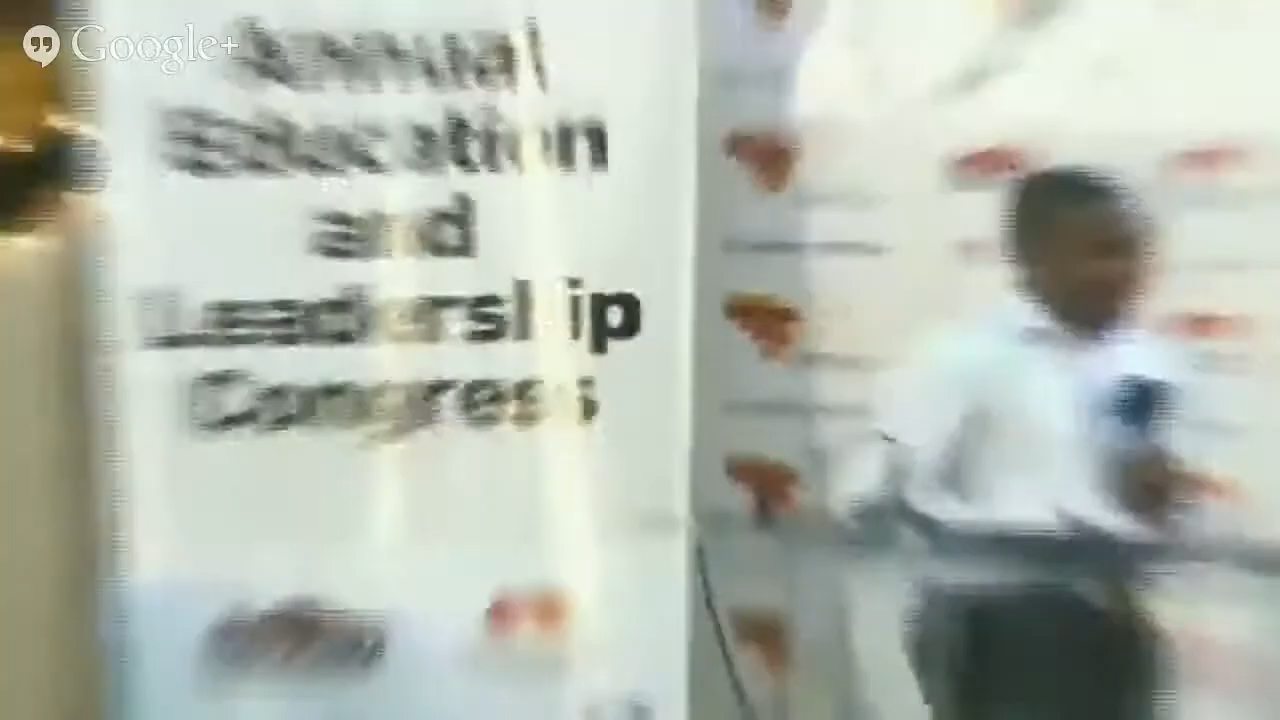 Google+
Annual
Education
and
Leadership
Congress